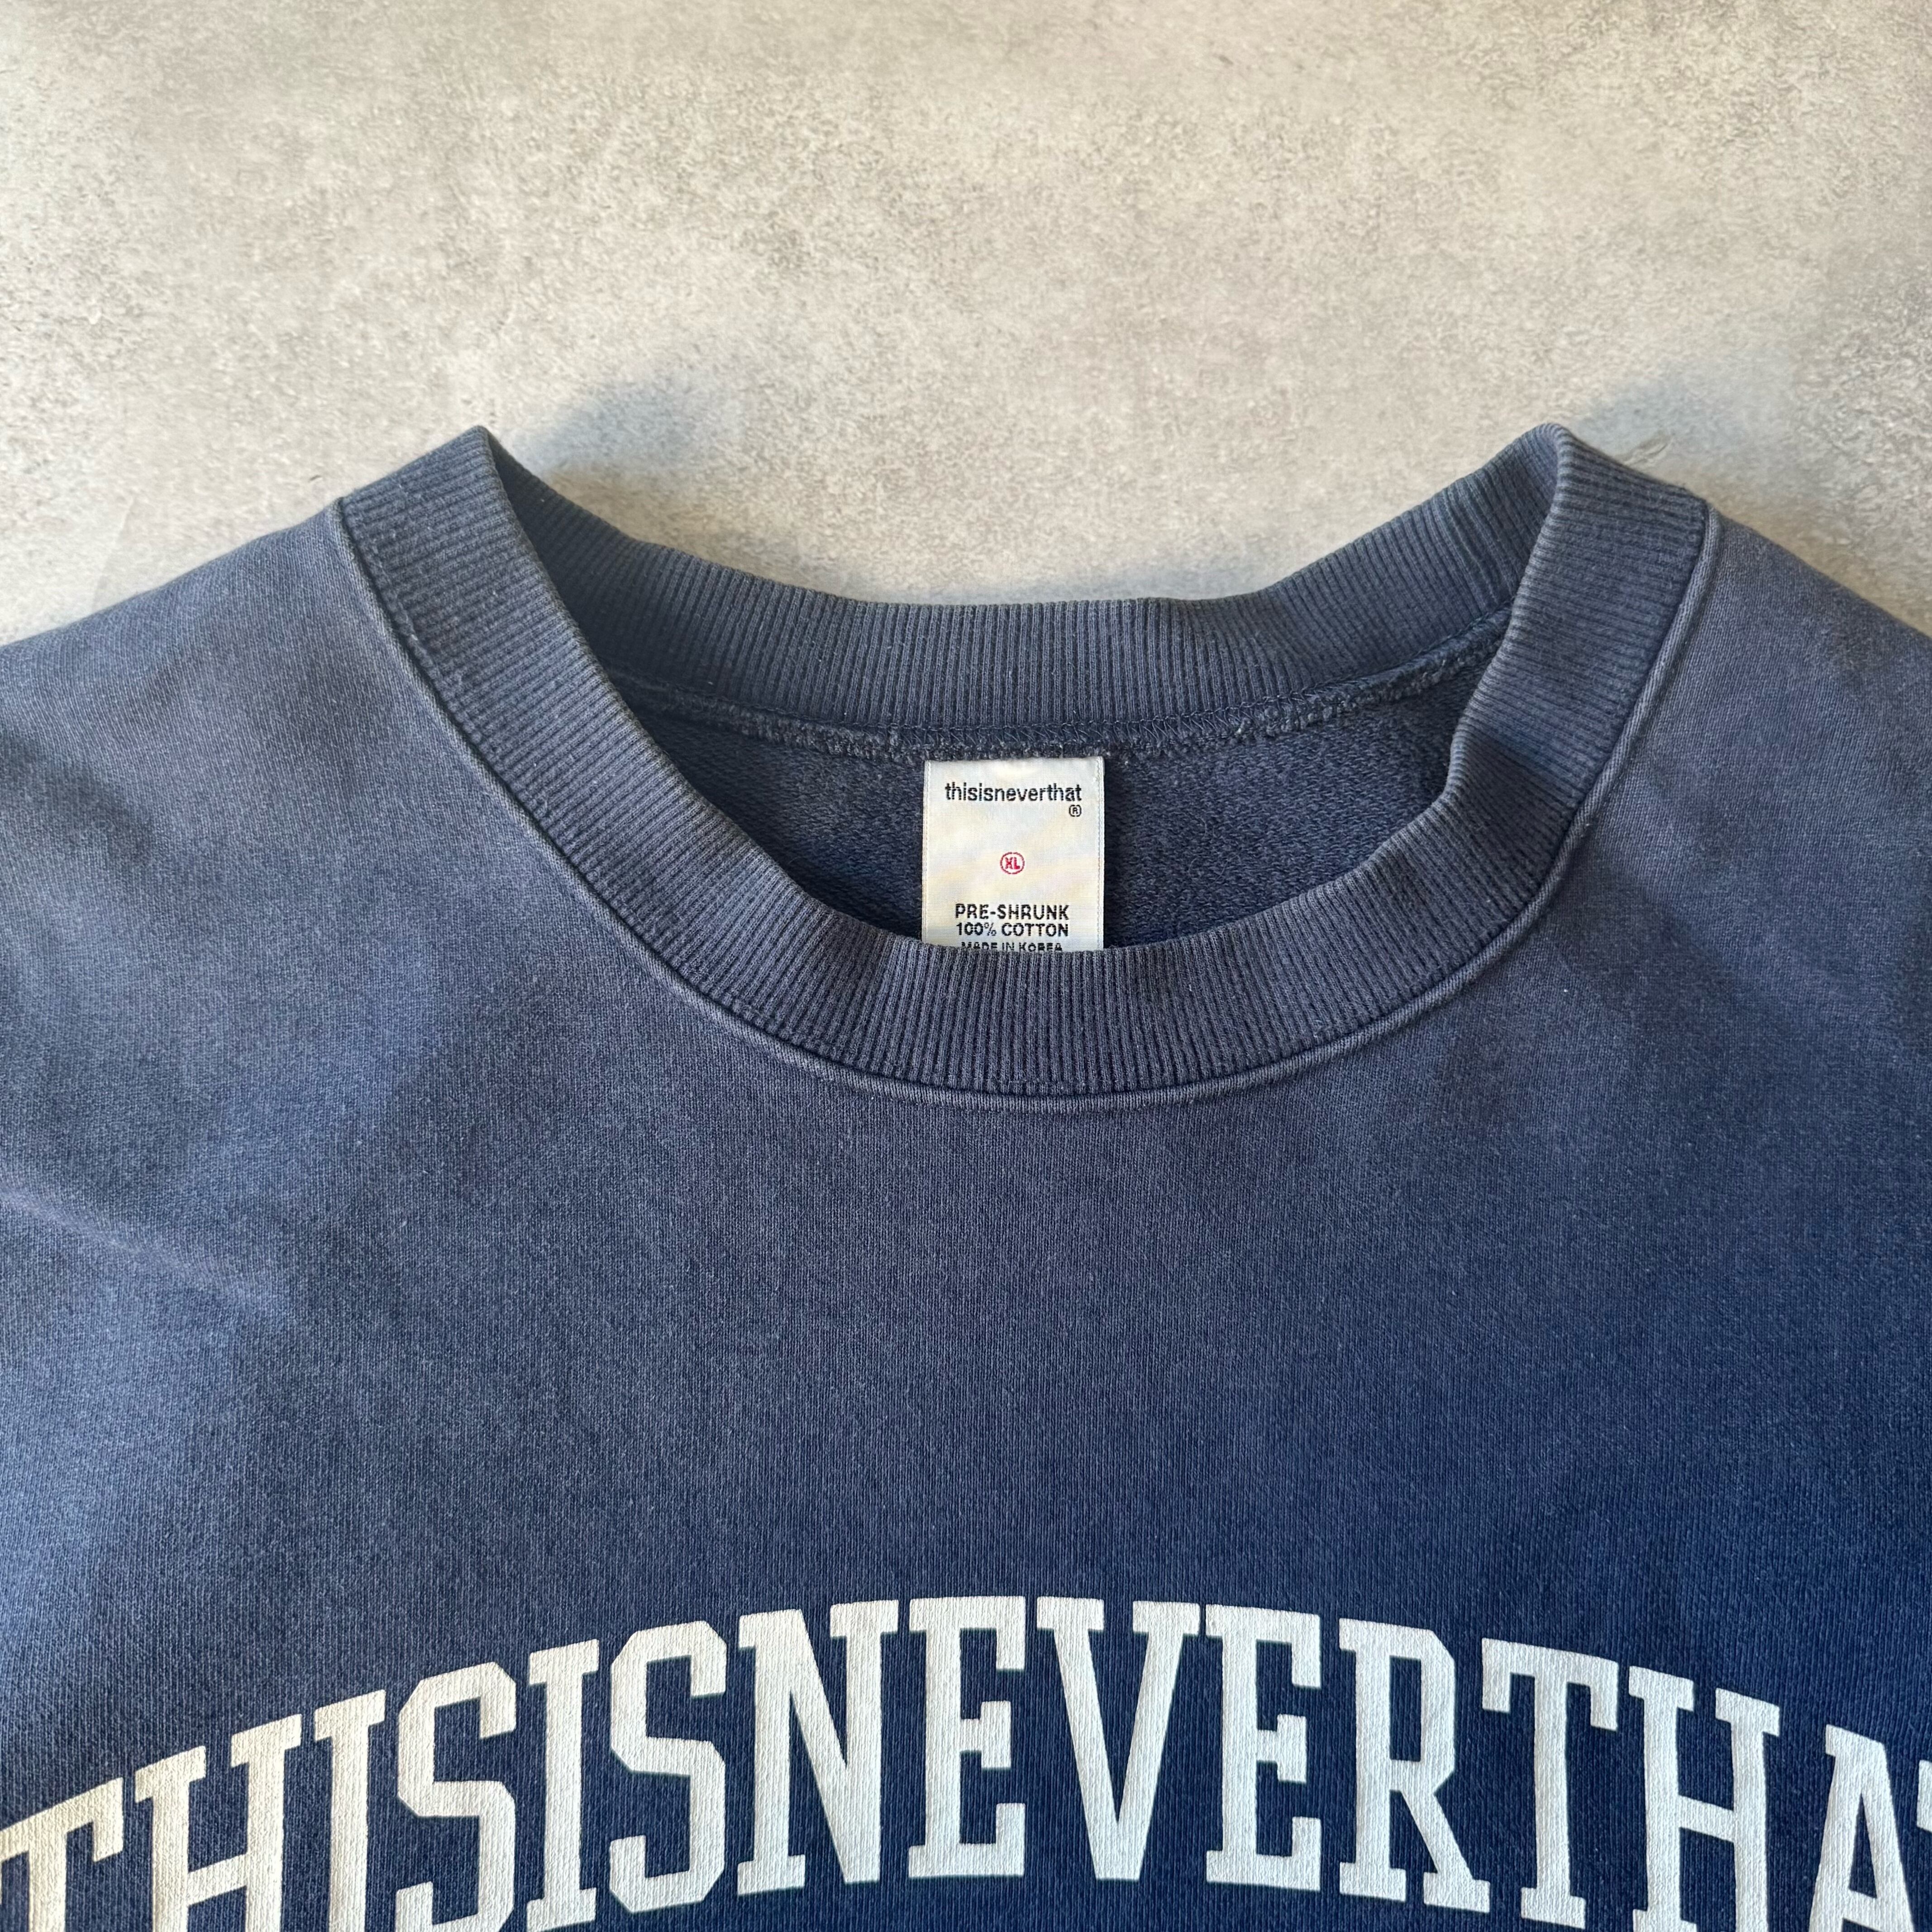 thisisneverthat
®
XL
PRE-SHRUNK
100% COTTON
MADE IN KOREA
THISISNEVERTHA